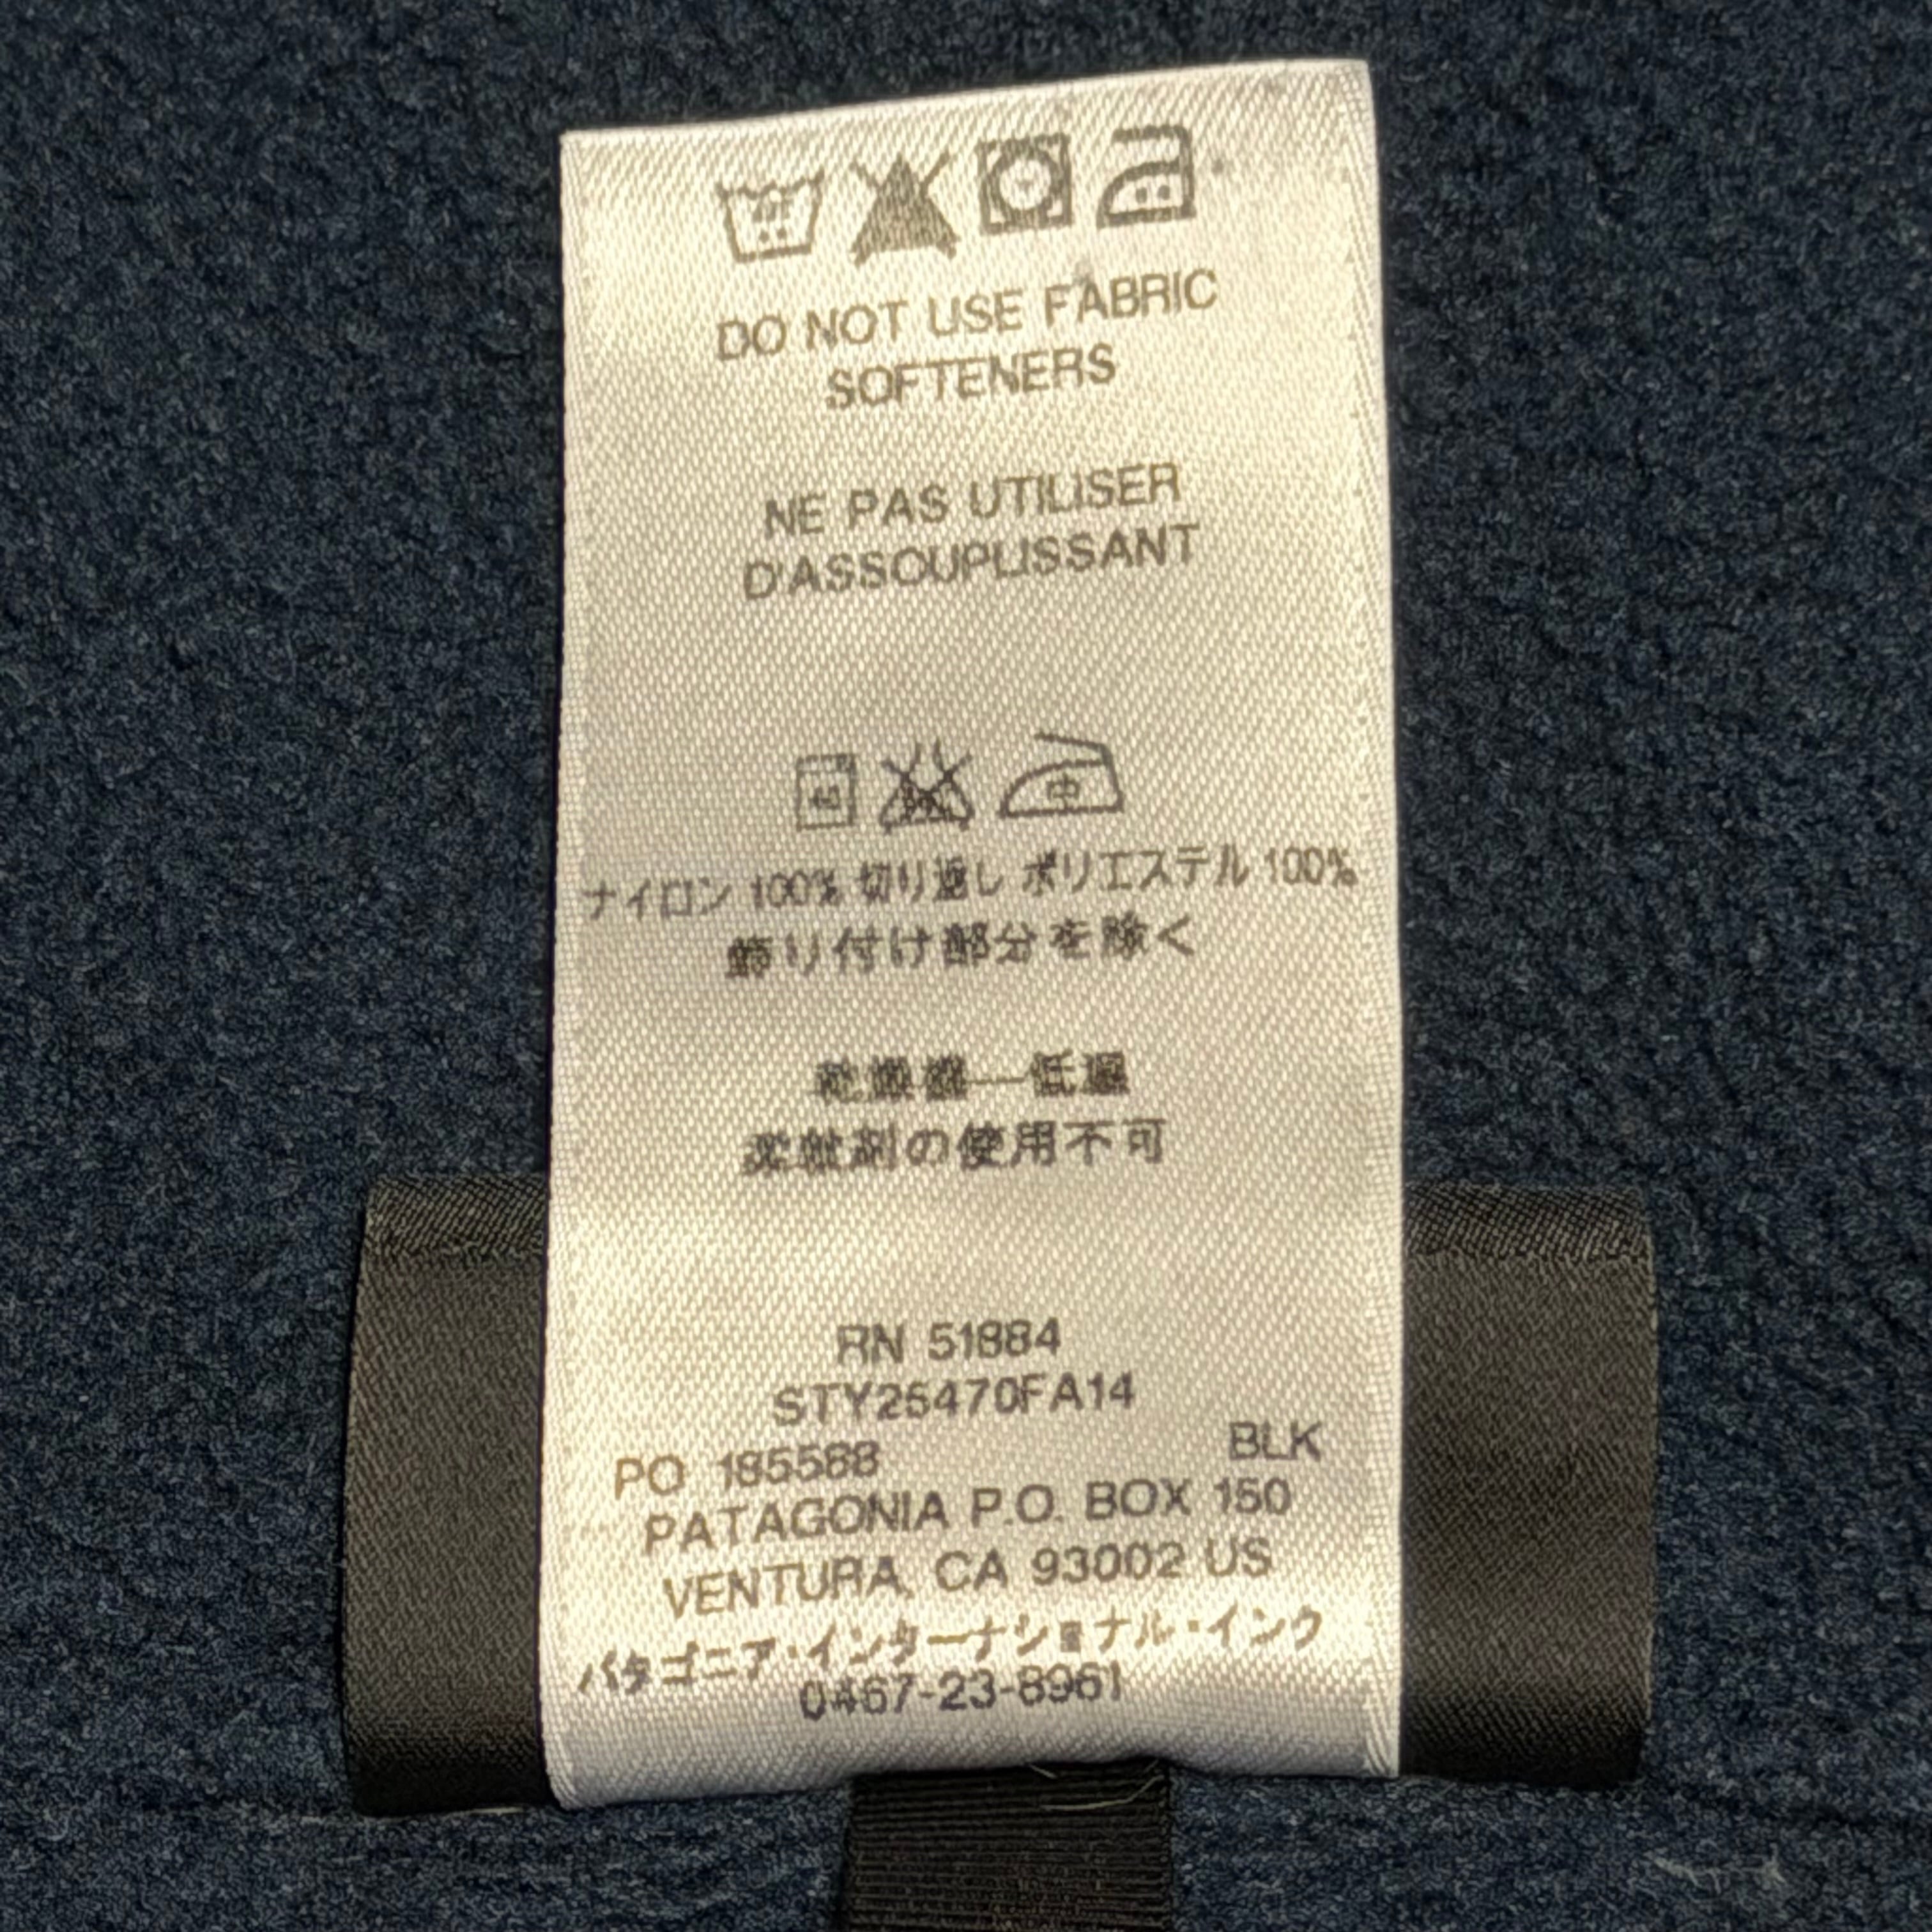 DO NOT USE FABRIC
SOFTENERS
NE PAS UTILISER
D'ASSOUPLISSANT
中
ナイロン 100% 切り返し ポリエステル 100%
飾り付け部分を除く
乾燥器—低温
柔軟剤の使用不可
RN 51884
STY25470FA14
PO 185588 BLK
PATAGONIA P.O. BOX 150
VENTURA, CA 93002 US
パタゴニア・インターナショナル・インク
0467-23-8961